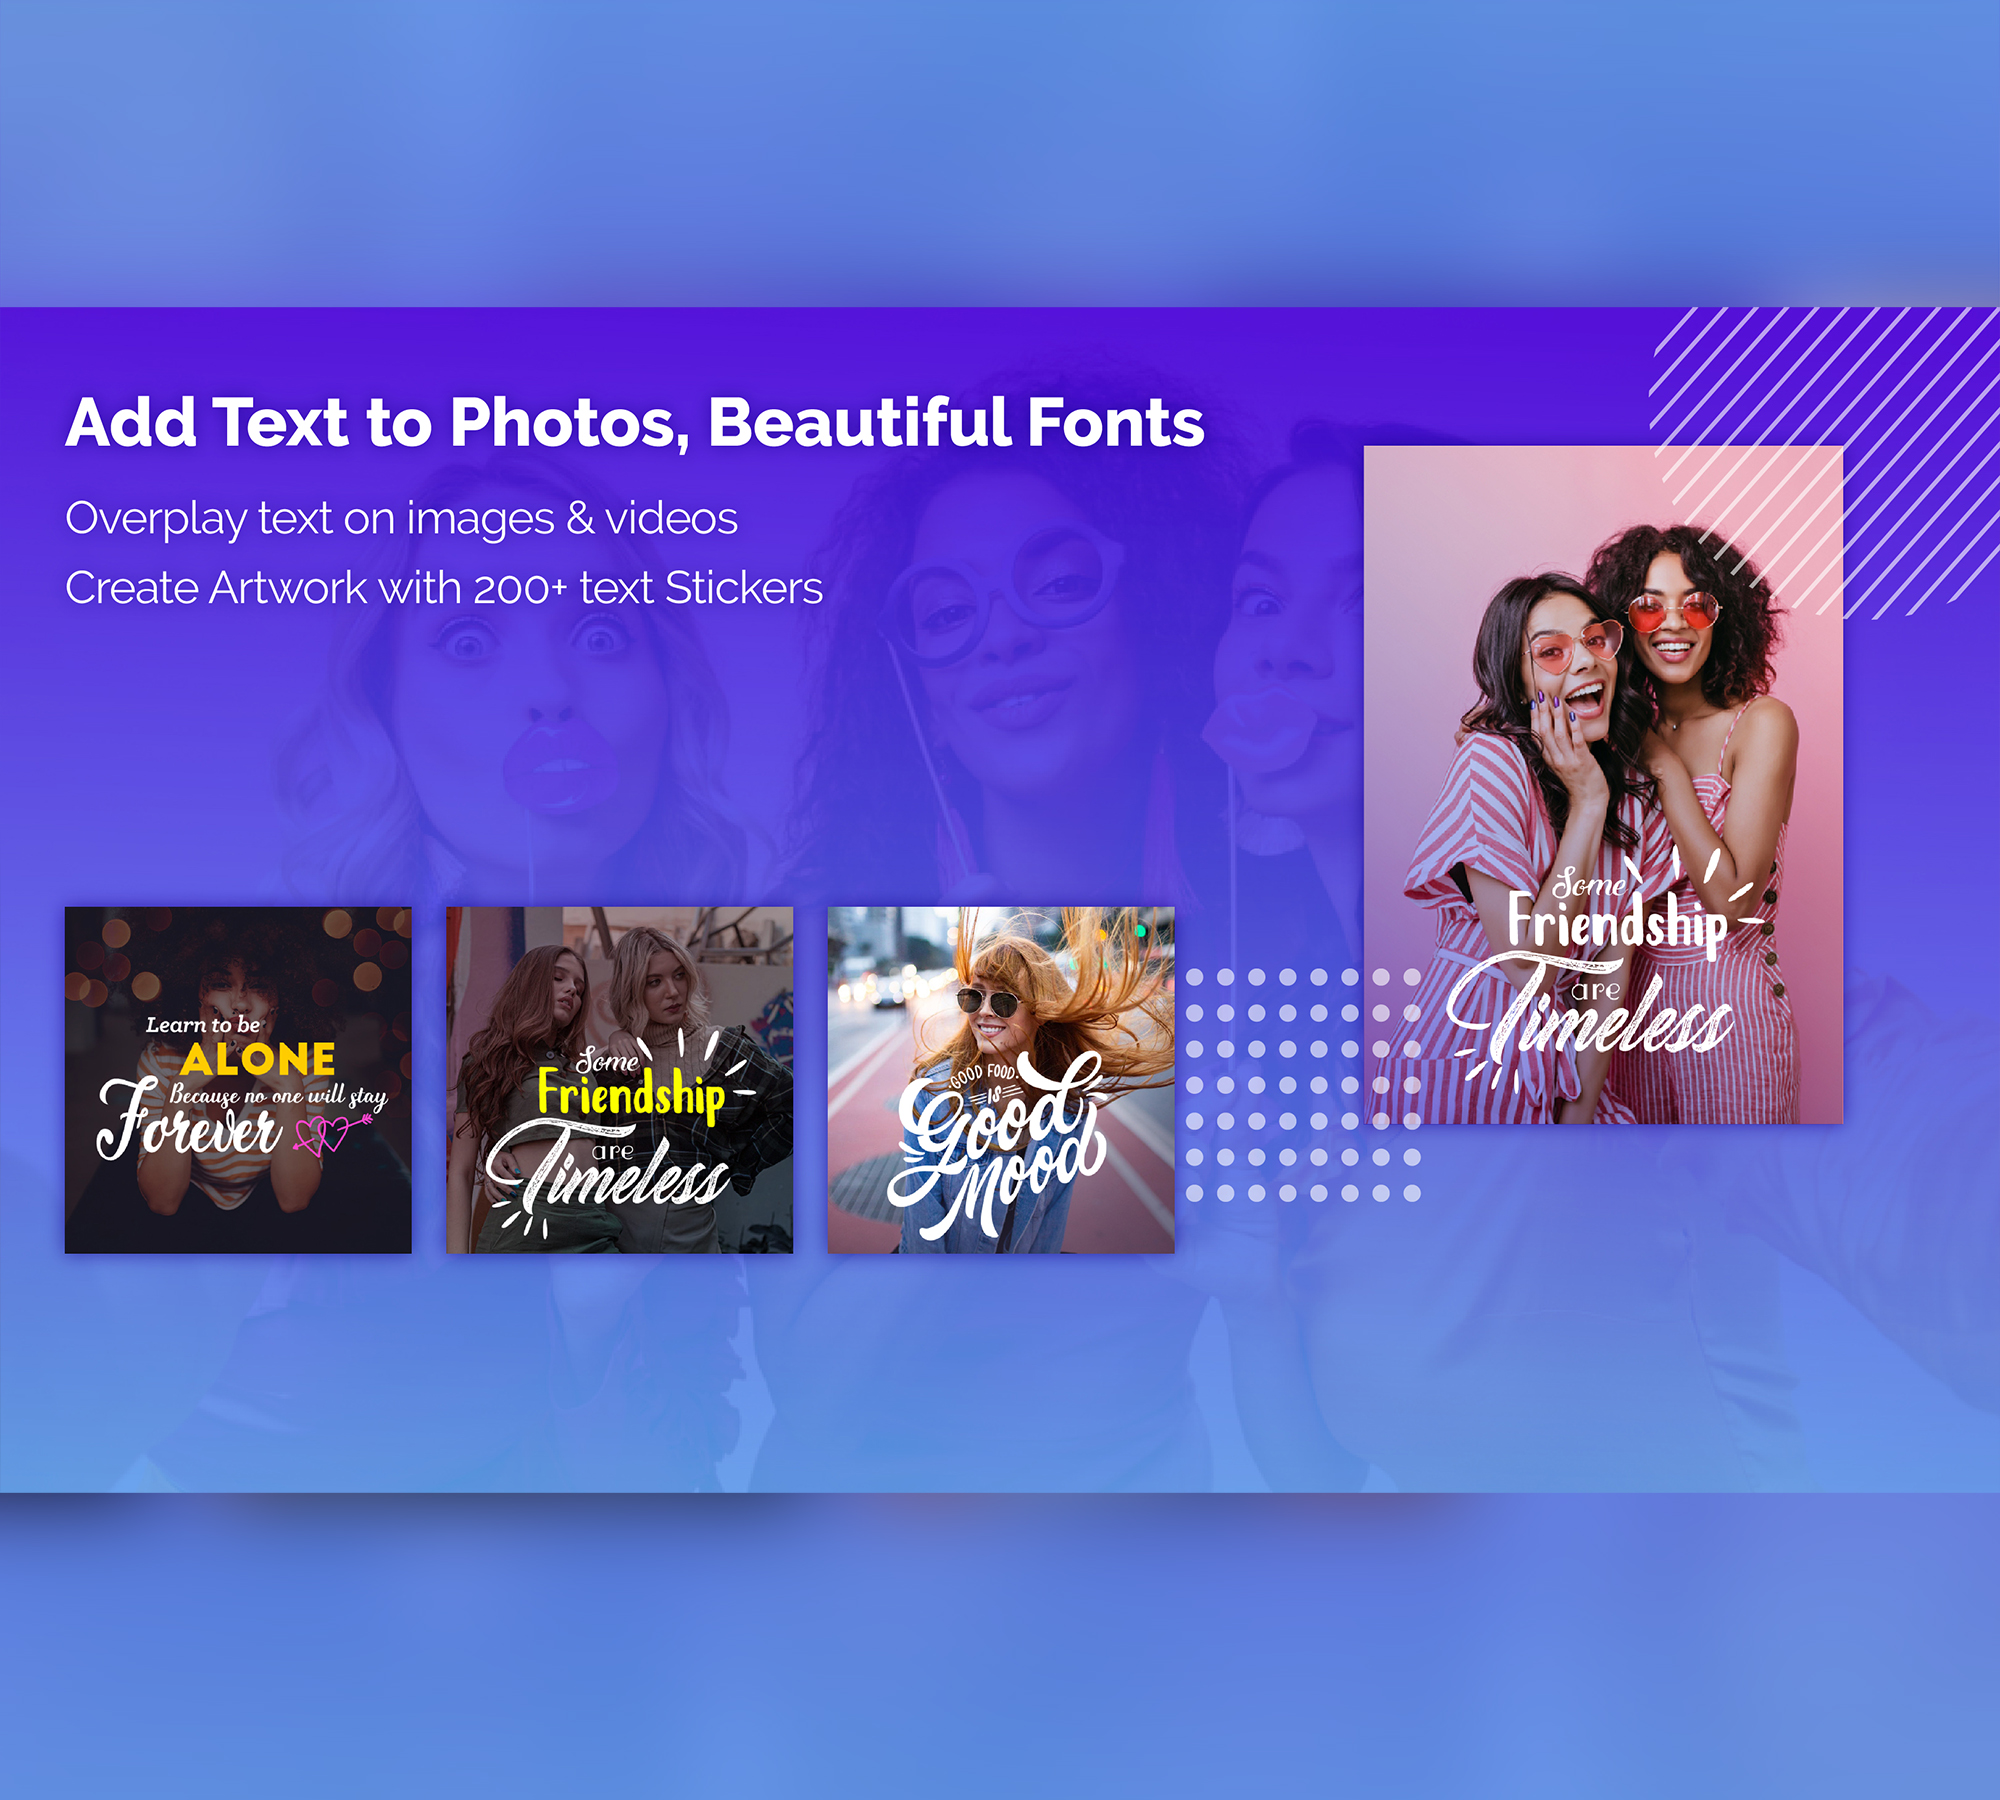 Add Text to Photos, Beautiful Fonts
Overplay text on images & videos
Create Artwork with 200+ text Stickers
Learn to be
ALONE
Because no one will stay
Forever
Some
Friendship
are
Timeless
GOOD FOOD
IS
Good
Mood
Some
Friendship
are
Timeless